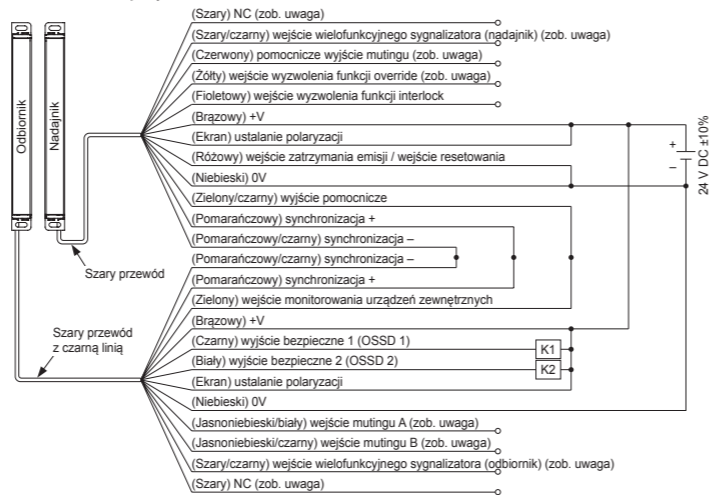 (Szary) NC (zob. uwaga)
(Szary/czarny) wejście wielofunkcyjnego sygnalizatora (nadajnik) (zob. uwaga)
(Czerwony) pomocnicze wyjście mutingu (zob. uwaga)
(Żółty) wejście wyzwolenia funkcji override (zob. uwaga)
(Fioletowy) wejście wyzwolenia funkcji interlock
(Brązowy) +V
(Ekran) ustalanie polaryzacji
(Różowy) wejście zatrzymania emisji / wejście resetowania
(Niebieski) 0V
(Zielony/czarny) wyjście pomocnicze
(Pomarańczowy) synchronizacja +
(Pomarańczowy/czarny) synchronizacja –
(Pomarańczowy/czarny) synchronizacja –
(Pomarańczowy) synchronizacja +
(Zielony) wejście monitorowania urządzeń zewnętrznych
(Brązowy) +V
(Czarny) wyjście bezpieczne 1 (OSSD 1)
(Biały) wyjście bezpieczne 2 (OSSD 2)
(Ekran) ustalanie polaryzacji
(Niebieski) 0V
(Jasnoniebieski/biały) wejście mutingu A (zob. uwaga)
(Jasnoniebieski/czarny) wejście mutingu B (zob. uwaga)
(Szary/czarny) wejście wielofunkcyjnego sygnalizatora (odbiornik) (zob. uwaga)
(Szary) NC (zob. uwaga)
Odbiornik
Nadajnik
Szary przewód
Szary przewód
z czarną linią
K1
K2
+
–
24 V DC ±10%